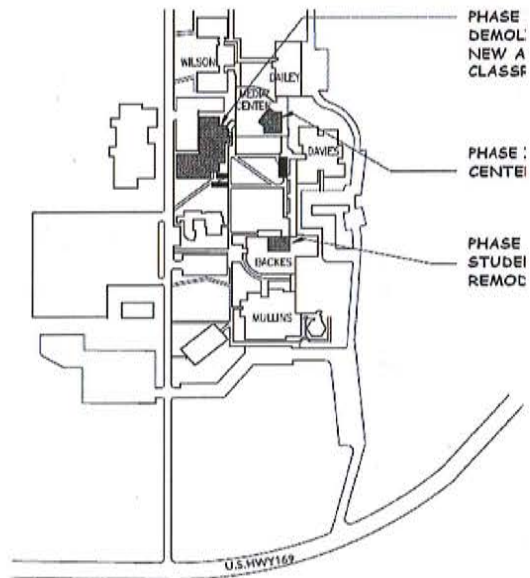 PHASE
DEMOL
NEW A
CLASSR
WILSON
DAILEY
MEDIA
CENTER
DAVIES
PHASE
CENTE
PHASE
STUDE
REMOD
BACKES
MULLINS
U.S.HWY169